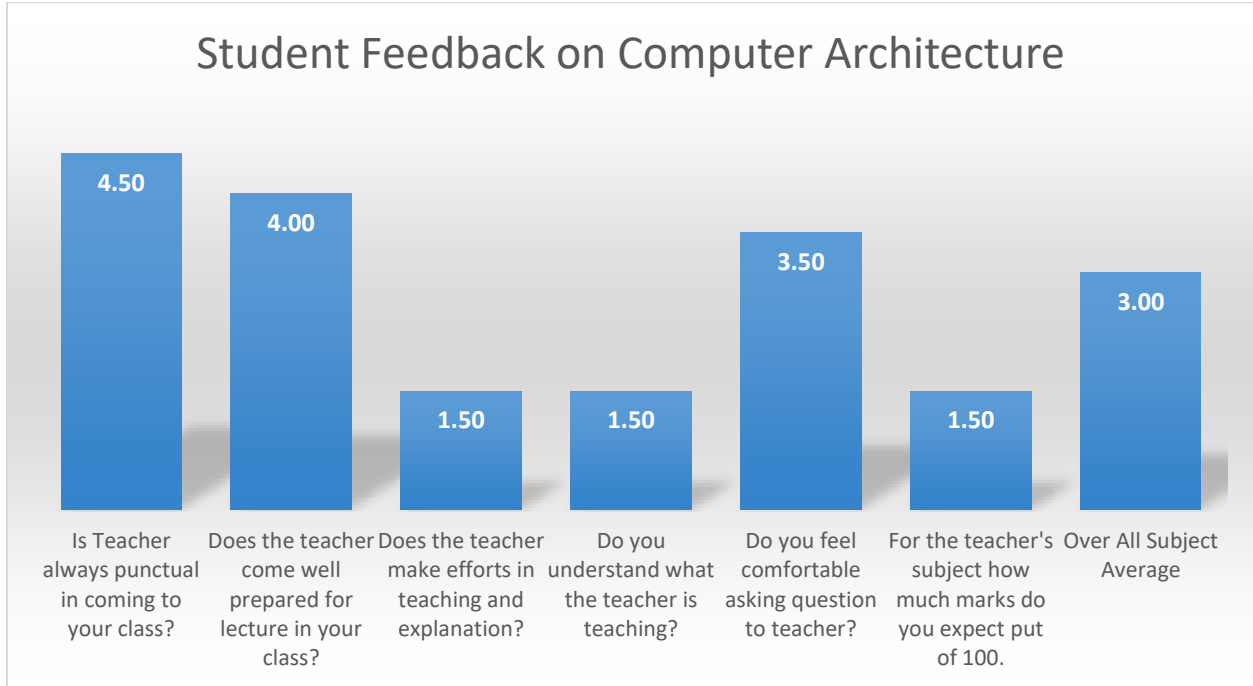 Student Feedback on Computer Architecture
4.50
4.00
1.50
1.50
3.50
1.50
3.00
Is Teacher
always punctual
in coming to
your class?
Does the teacher
come well
prepared for
lecture in your
class?
Does the teacher
make efforts in
teaching and
explanation?
Do you
understand what
the teacher is
teaching?
Do you feel
comfortable
asking question
to teacher?
For the teacher's
subject how
much marks do
you expect put
of 100.
Over All Subject
Average